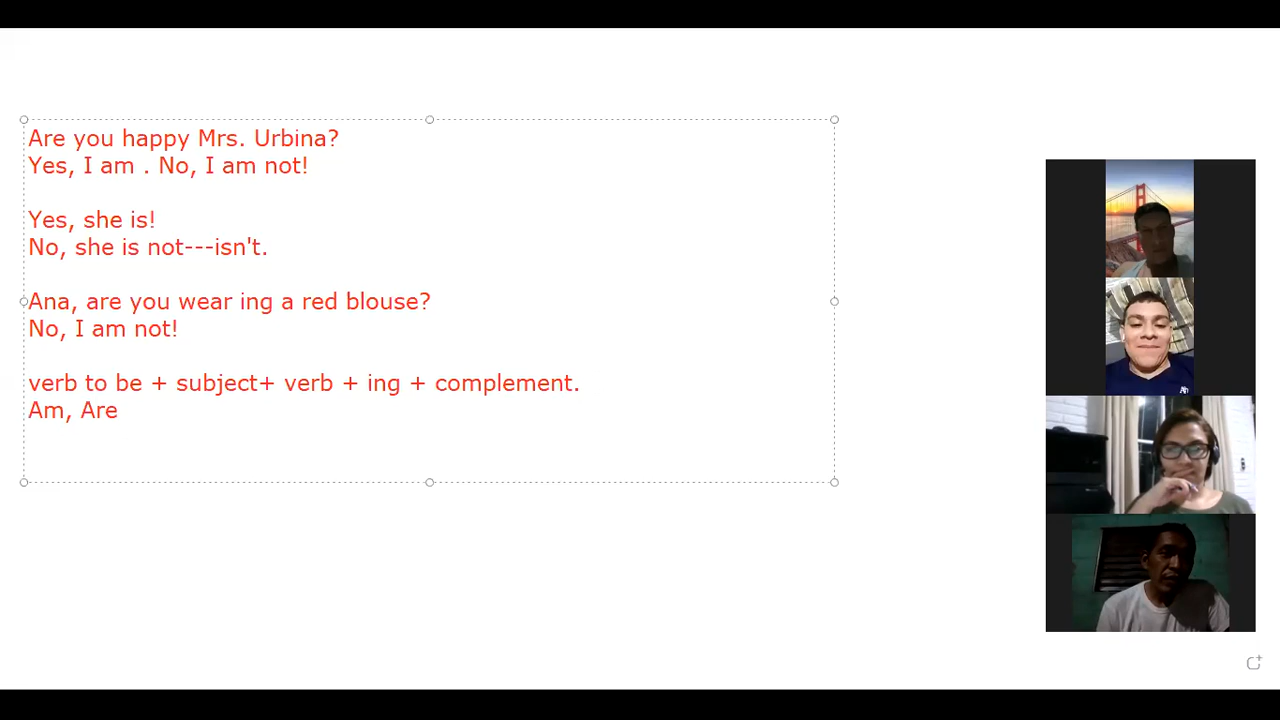 Are you happy Mrs. Urbina?
Yes, I am . No, I am not!
Yes, she is!
No, she is not---isn't.
Ana, are you wear ing a red blouse?
No, I am not!
verb to be + subject+ verb + ing + complement.
Am, Are